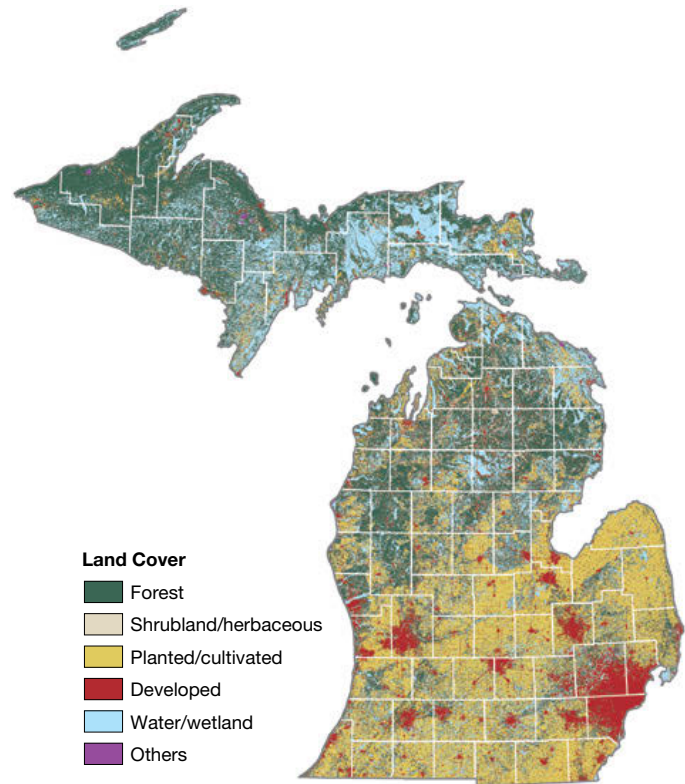 Land Cover
Forest
Shrubland/herbaceous
Planted/cultivated
Developed
Water/wetland
Others